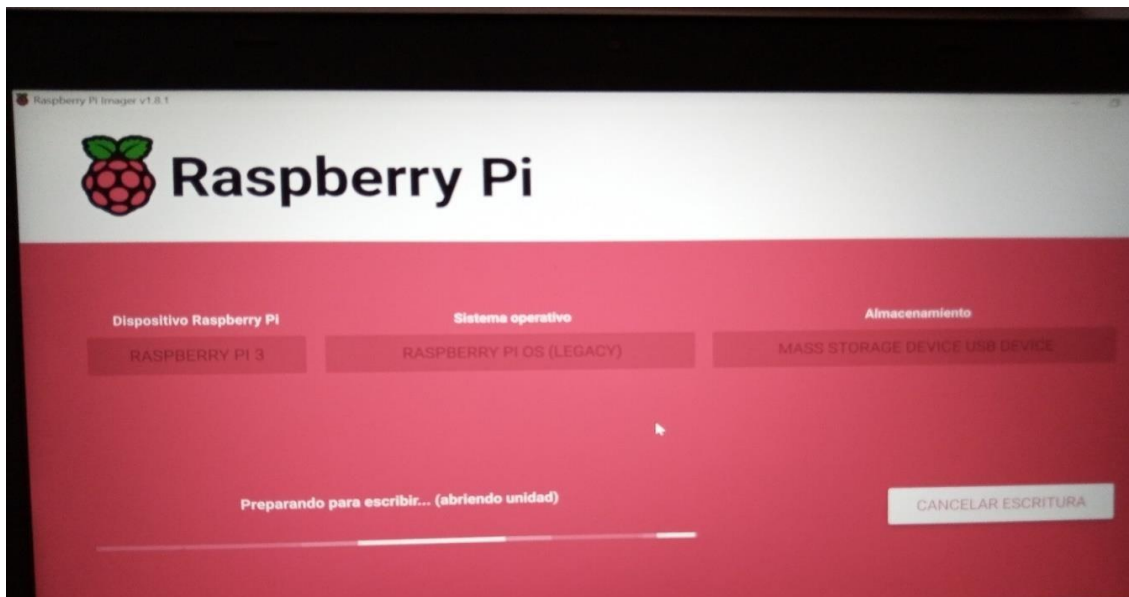 Raspberry Pi Imager v1.8.1
Raspberry Pi
Dispositivo Raspberry Pi
Sistema operativo
Almacenamiento
RASPBERRY PI 3
RASPBERRY PI OS (LEGACY)
MASS STORAGE DEVICE USB DEVICE
Preparando para escribir... (abriendo unidad)
CANCELAR ESCRITURA